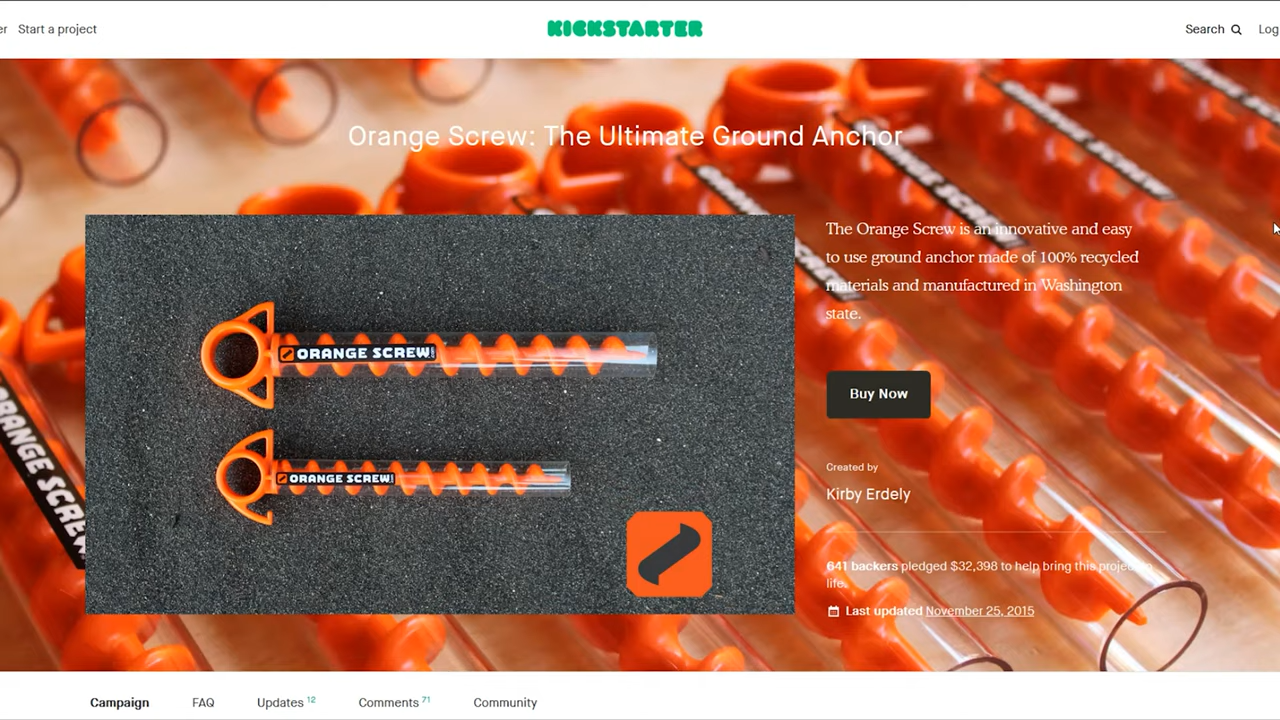 er Start a project KICKSTARTER Search Log
Orange Screw: The Ultimate Ground Anchor
The Orange Screw is an innovative and easy
to use ground anchor made of 100% recycled
materials and manufactured in Washington
state.
ORANGE SCREW.com
ORANGE SCREW
Buy Now
Created by
Kirby Erdely
641 backers pledged $32,398 to help bring this project to
life.
Last updated November 25, 2015
ORANGE SCREW
ORANGE SCREW
ORANGE SCREW
Campaign FAQ Updates 12 Comments 71 Community